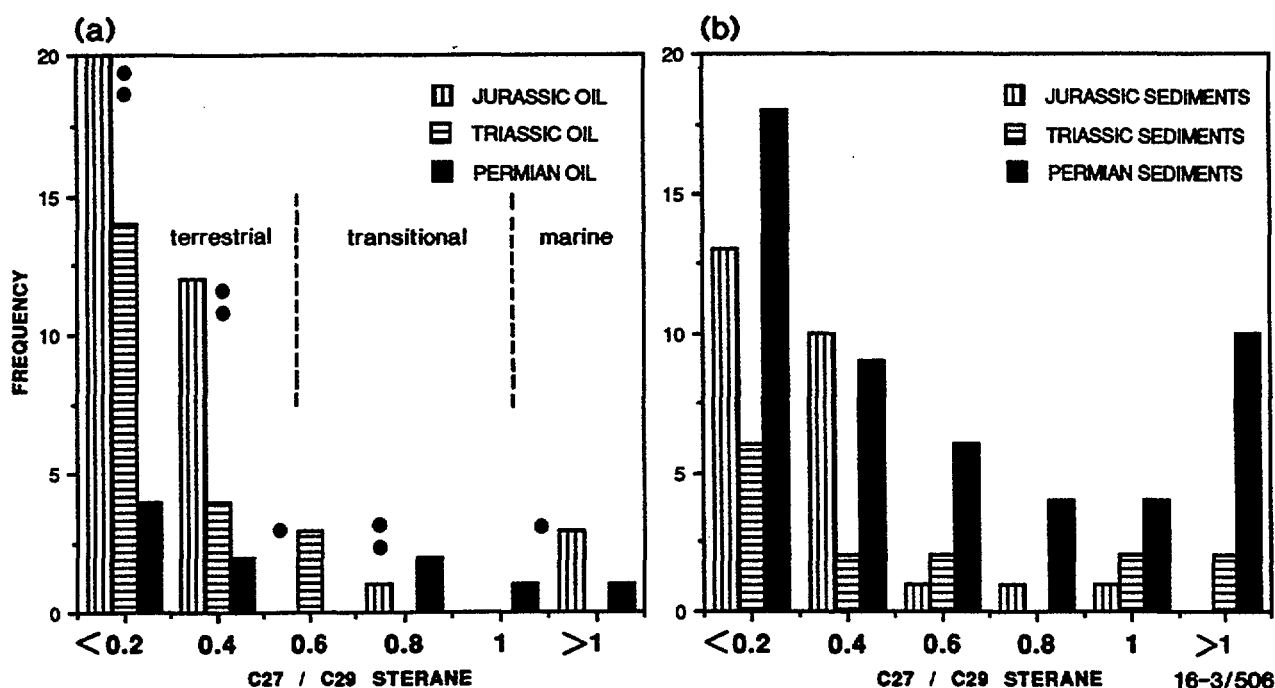 (a)
20
15
10
5
0
FREQUENCY
JURASSIC OIL
TRIASSIC OIL
PERMIAN OIL
terrestrial transitional marine
<0.2 0.4 0.6 0.8 1 >1
C27 / C29 STERANE
(b)
20
15
10
5
0
JURASSIC SEDIMENTS
TRIASSIC SEDIMENTS
PERMIAN SEDIMENTS
<0.2 0.4 0.6 0.8 1 >1
C27 / C29 STERANE
16-3/506